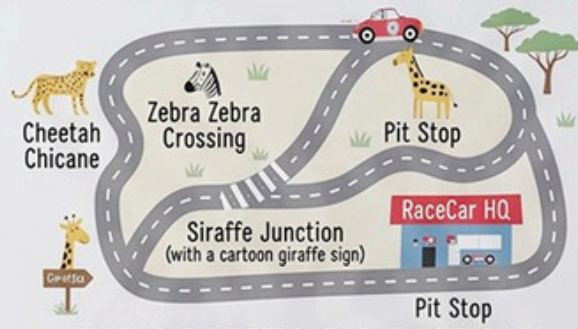 Zebra Zebra
Crossing
Cheetah
Chicane
Pit Stop
RaceCar HQ
Siraffe Junction
(with a cartoon giraffe sign)
Pit Stop